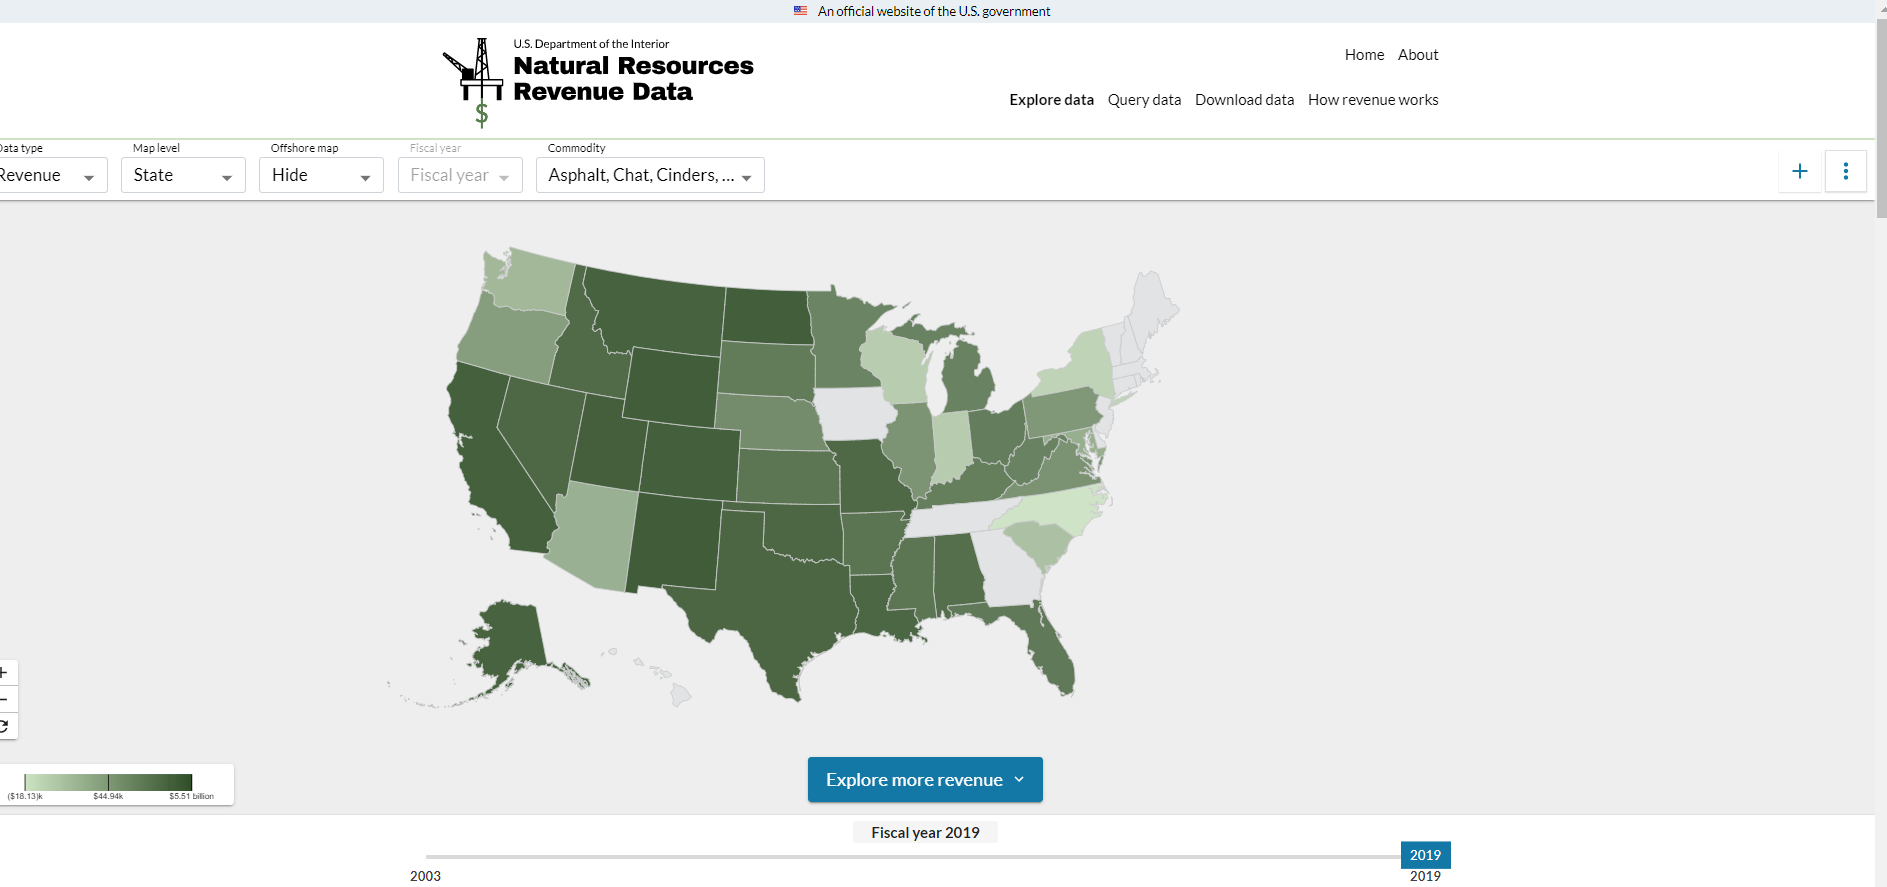 An official website of the U.S. government
U.S. Department of the Interior
Natural Resources
Revenue Data
$
Home About
Explore data Query data Download data How revenue works
Data type Map level Offshore map Fiscal year Commodity
Revenue State Hide Fiscal year Asphalt, Chat, Cinders, ...
($18.13)k $44.94k $5.51 billion
Explore more revenue
Fiscal year 2019
2019
2003 2019